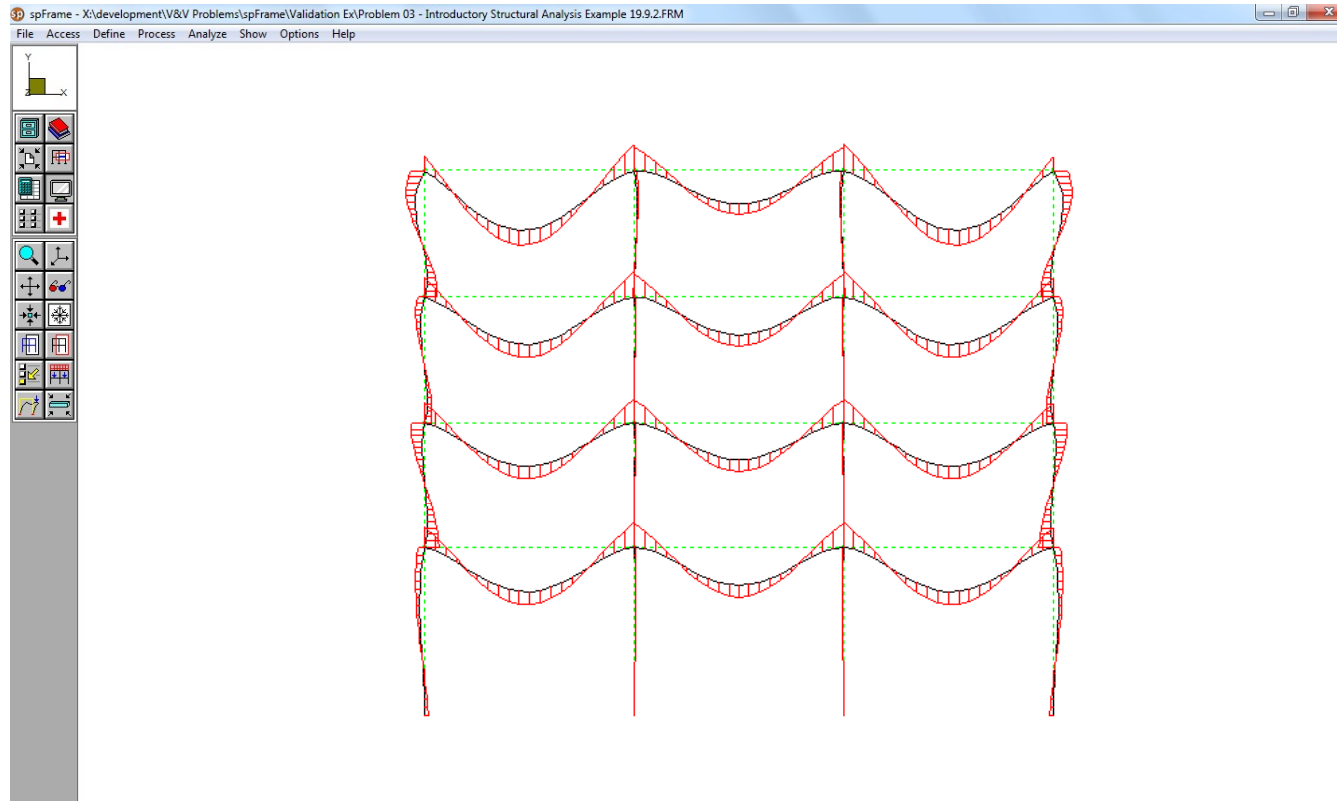 sp spFrame - X:\development\V&V Problems\spFrame\Validation Ex\Problem 03 - Introductory Structural Analysis Example 19.9.2.FRM
File Access Define Process Analyze Show Options Help
Y
Z X